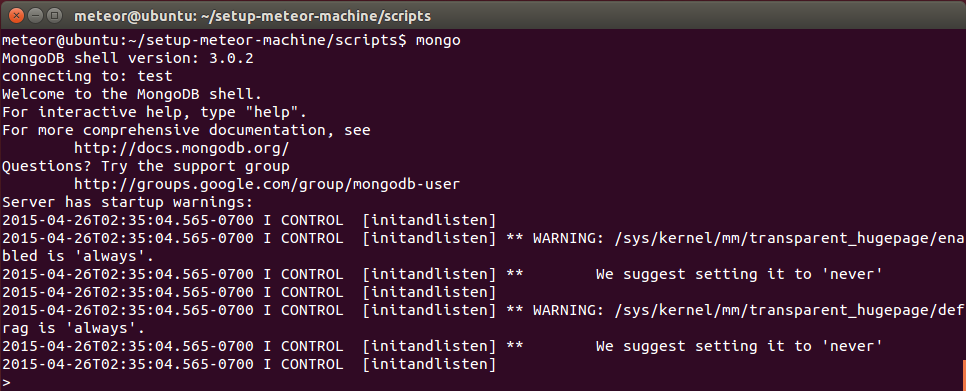 meteor@ubuntu: ~/setup-meteor-machine/scripts
meteor@ubuntu:~/setup-meteor-machine/scripts$ mongo
MongoDB shell version: 3.0.2
connecting to: test
Welcome to the MongoDB shell.
For interactive help, type "help".
For more comprehensive documentation, see
        http://docs.mongodb.org/
Questions? Try the support group
        http://groups.google.com/group/mongodb-user
Server has startup warnings:
2015-04-26T02:35:04.565-0700 I CONTROL  [initandlisten]
2015-04-26T02:35:04.565-0700 I CONTROL  [initandlisten] ** WARNING: /sys/kernel/mm/transparent_hugepage/ena
bled is 'always'.
2015-04-26T02:35:04.565-0700 I CONTROL  [initandlisten] **        We suggest setting it to 'never'
2015-04-26T02:35:04.565-0700 I CONTROL  [initandlisten]
2015-04-26T02:35:04.565-0700 I CONTROL  [initandlisten] ** WARNING: /sys/kernel/mm/transparent_hugepage/def
rag is 'always'.
2015-04-26T02:35:04.565-0700 I CONTROL  [initandlisten] **        We suggest setting it to 'never'
2015-04-26T02:35:04.565-0700 I CONTROL  [initandlisten]
>